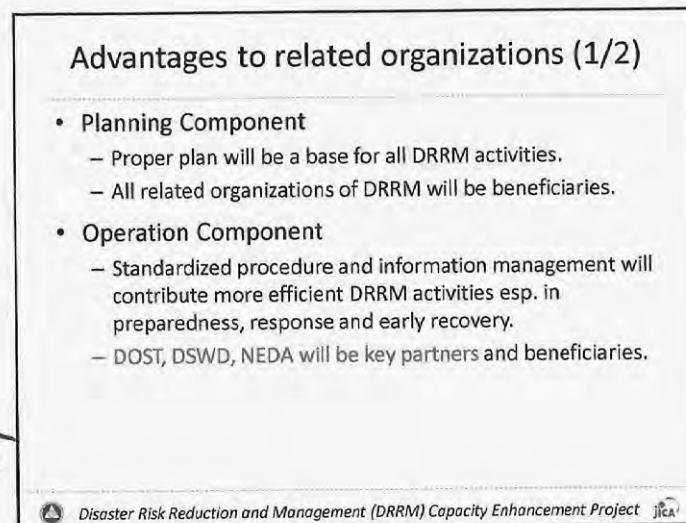 Advantages to related organizations (1/2)
• Planning Component
– Proper plan will be a base for all DRRM activities.
– All related organizations of DRRM will be beneficiaries.
• Operation Component
– Standardized procedure and information management will
contribute more efficient DRRM activities esp. in
preparedness, response and early recovery.
– DOST, DSWD, NEDA will be key partners and beneficiaries.
Disaster Risk Reduction and Management (DRRM) Capacity Enhancement Project jica